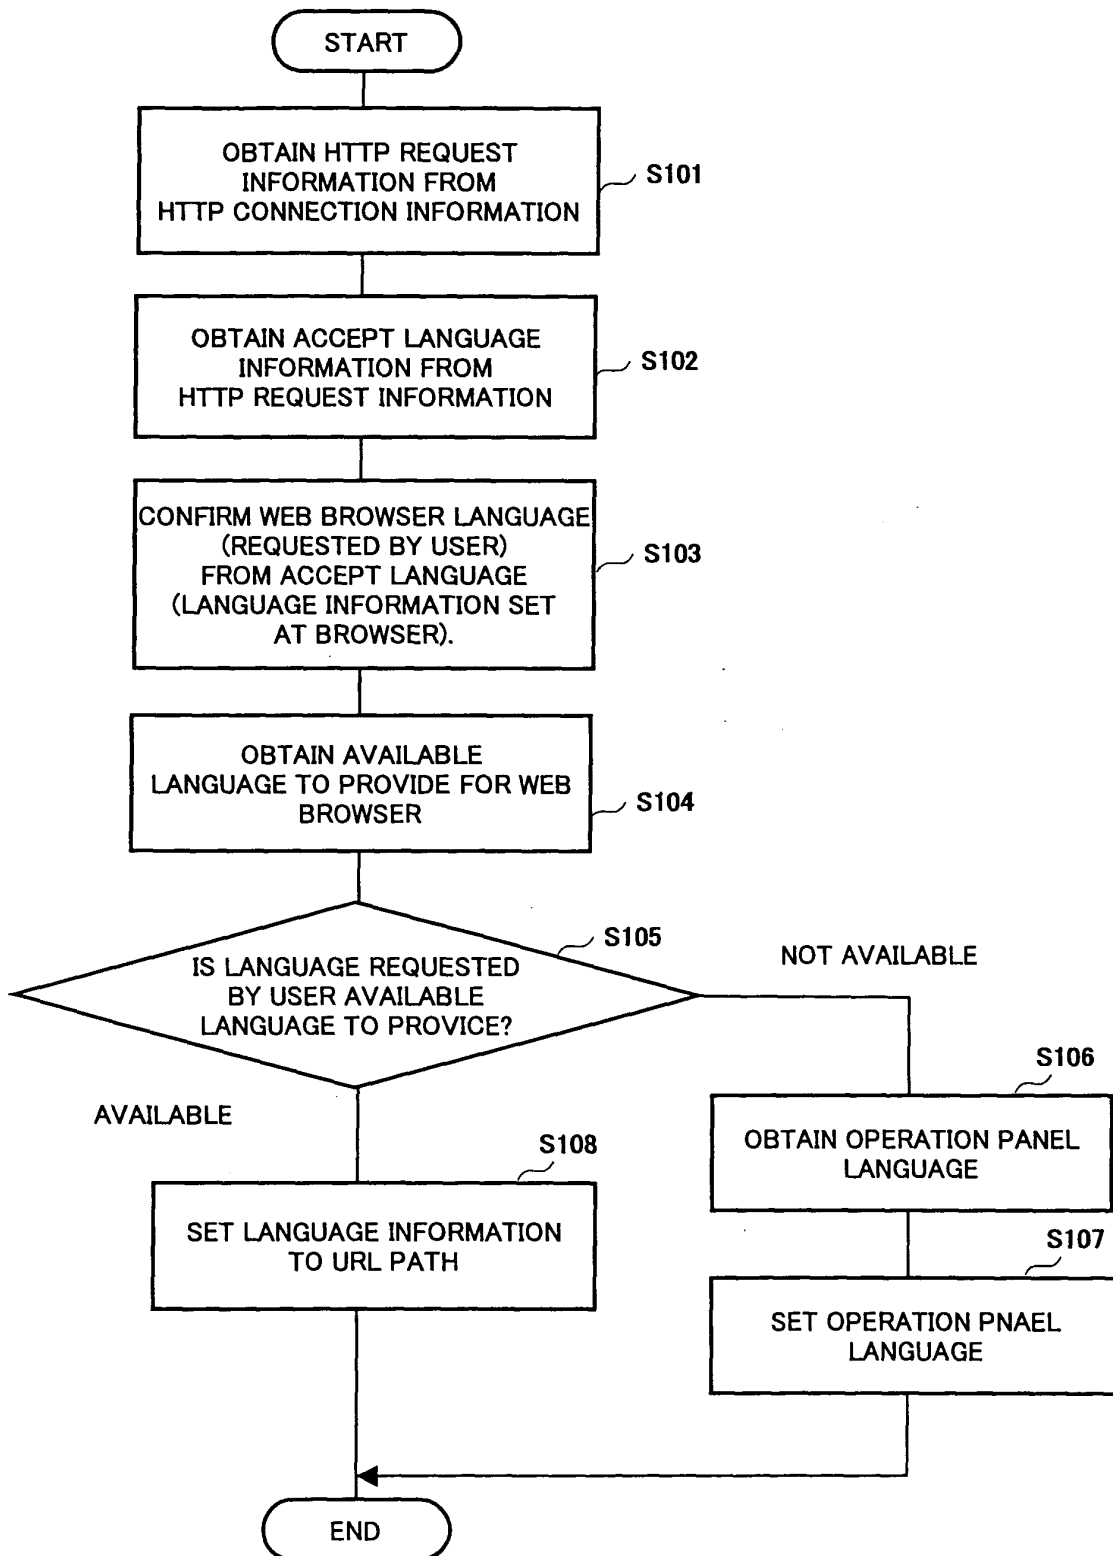 START
OBTAIN HTTP REQUEST
INFORMATION FROM
HTTP CONNECTION INFORMATION
S101
OBTAIN ACCEPT LANGUAGE
INFORMATION FROM
HTTP REQUEST INFORMATION
S102
CONFIRM WEB BROWSER LANGUAGE
(REQUESTED BY USER)
FROM ACCEPT LANGUAGE
(LANGUAGE INFORMATION SET
AT BROWSER).
S103
OBTAIN AVAILABLE
LANGUAGE TO PROVIDE FOR WEB
BROWSER
S104
S105
IS LANGUAGE REQUESTED
BY USER AVAILABLE
LANGUAGE TO PROVICE?
NOT AVAILABLE
AVAILABLE
S106
OBTAIN OPERATION PANEL
LANGUAGE
S107
SET OPERATION PNAEL
LANGUAGE
S108
SET LANGUAGE INFORMATION
TO URL PATH
END